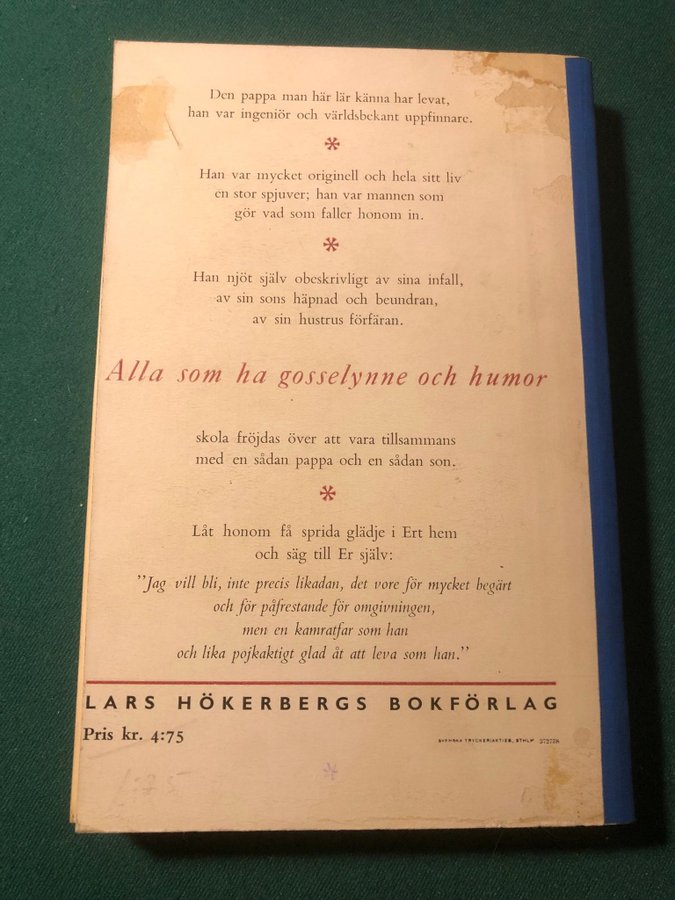 Den pappa man här lär känna har levat,
han var ingeniör och världsbekant uppfinnare.
*
Han var mycket originell och hela sitt liv
en stor spjuver; han var mannen som
gör vad som faller honom in.
*
Han njöt själv obeskrivligt av sina infall,
av sin sons häpnad och beundran,
av sin hustrus förfäran.
Alla som ha gosselynne och humor
skola fröjdas över att vara tillsammans
med en sådan pappa och en sådan son.
*
Låt honom få sprida glädje i Ert hem
och säg till Er själv:
”Jag vill bli, inte precis likadan, det vore för mycket begärt
och för påfrestande för omgivningen,
men en kamratfar som han
och lika pojkaktigt glad åt att leva som han.”
LARS HÖKERBERGS BOKFÖRLAG
Pris kr. 4:75
SVENSKA TRYCKERIAKTIEB. STHLM